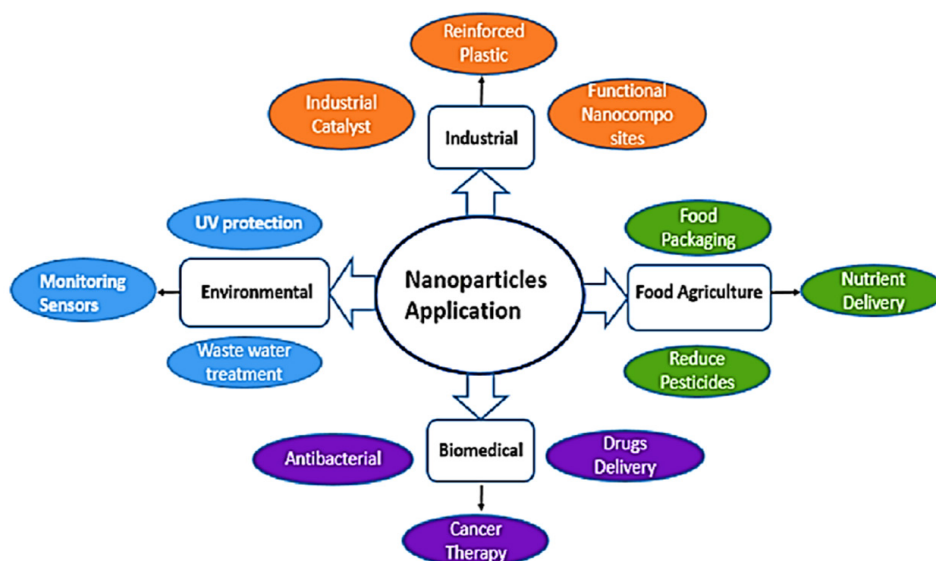 Reinforced
Plastic
Industrial
Catalyst
Functional
Nanocompo
sites
Industrial
UV protection
Food
Packaging
Monitoring
Sensors
Environmental
Nanoparticles
Application
Food Agriculture
Nutrient
Delivery
Waste water
treatment
Reduce
Pesticides
Antibacterial
Biomedical
Drugs
Delivery
Cancer
Therapy